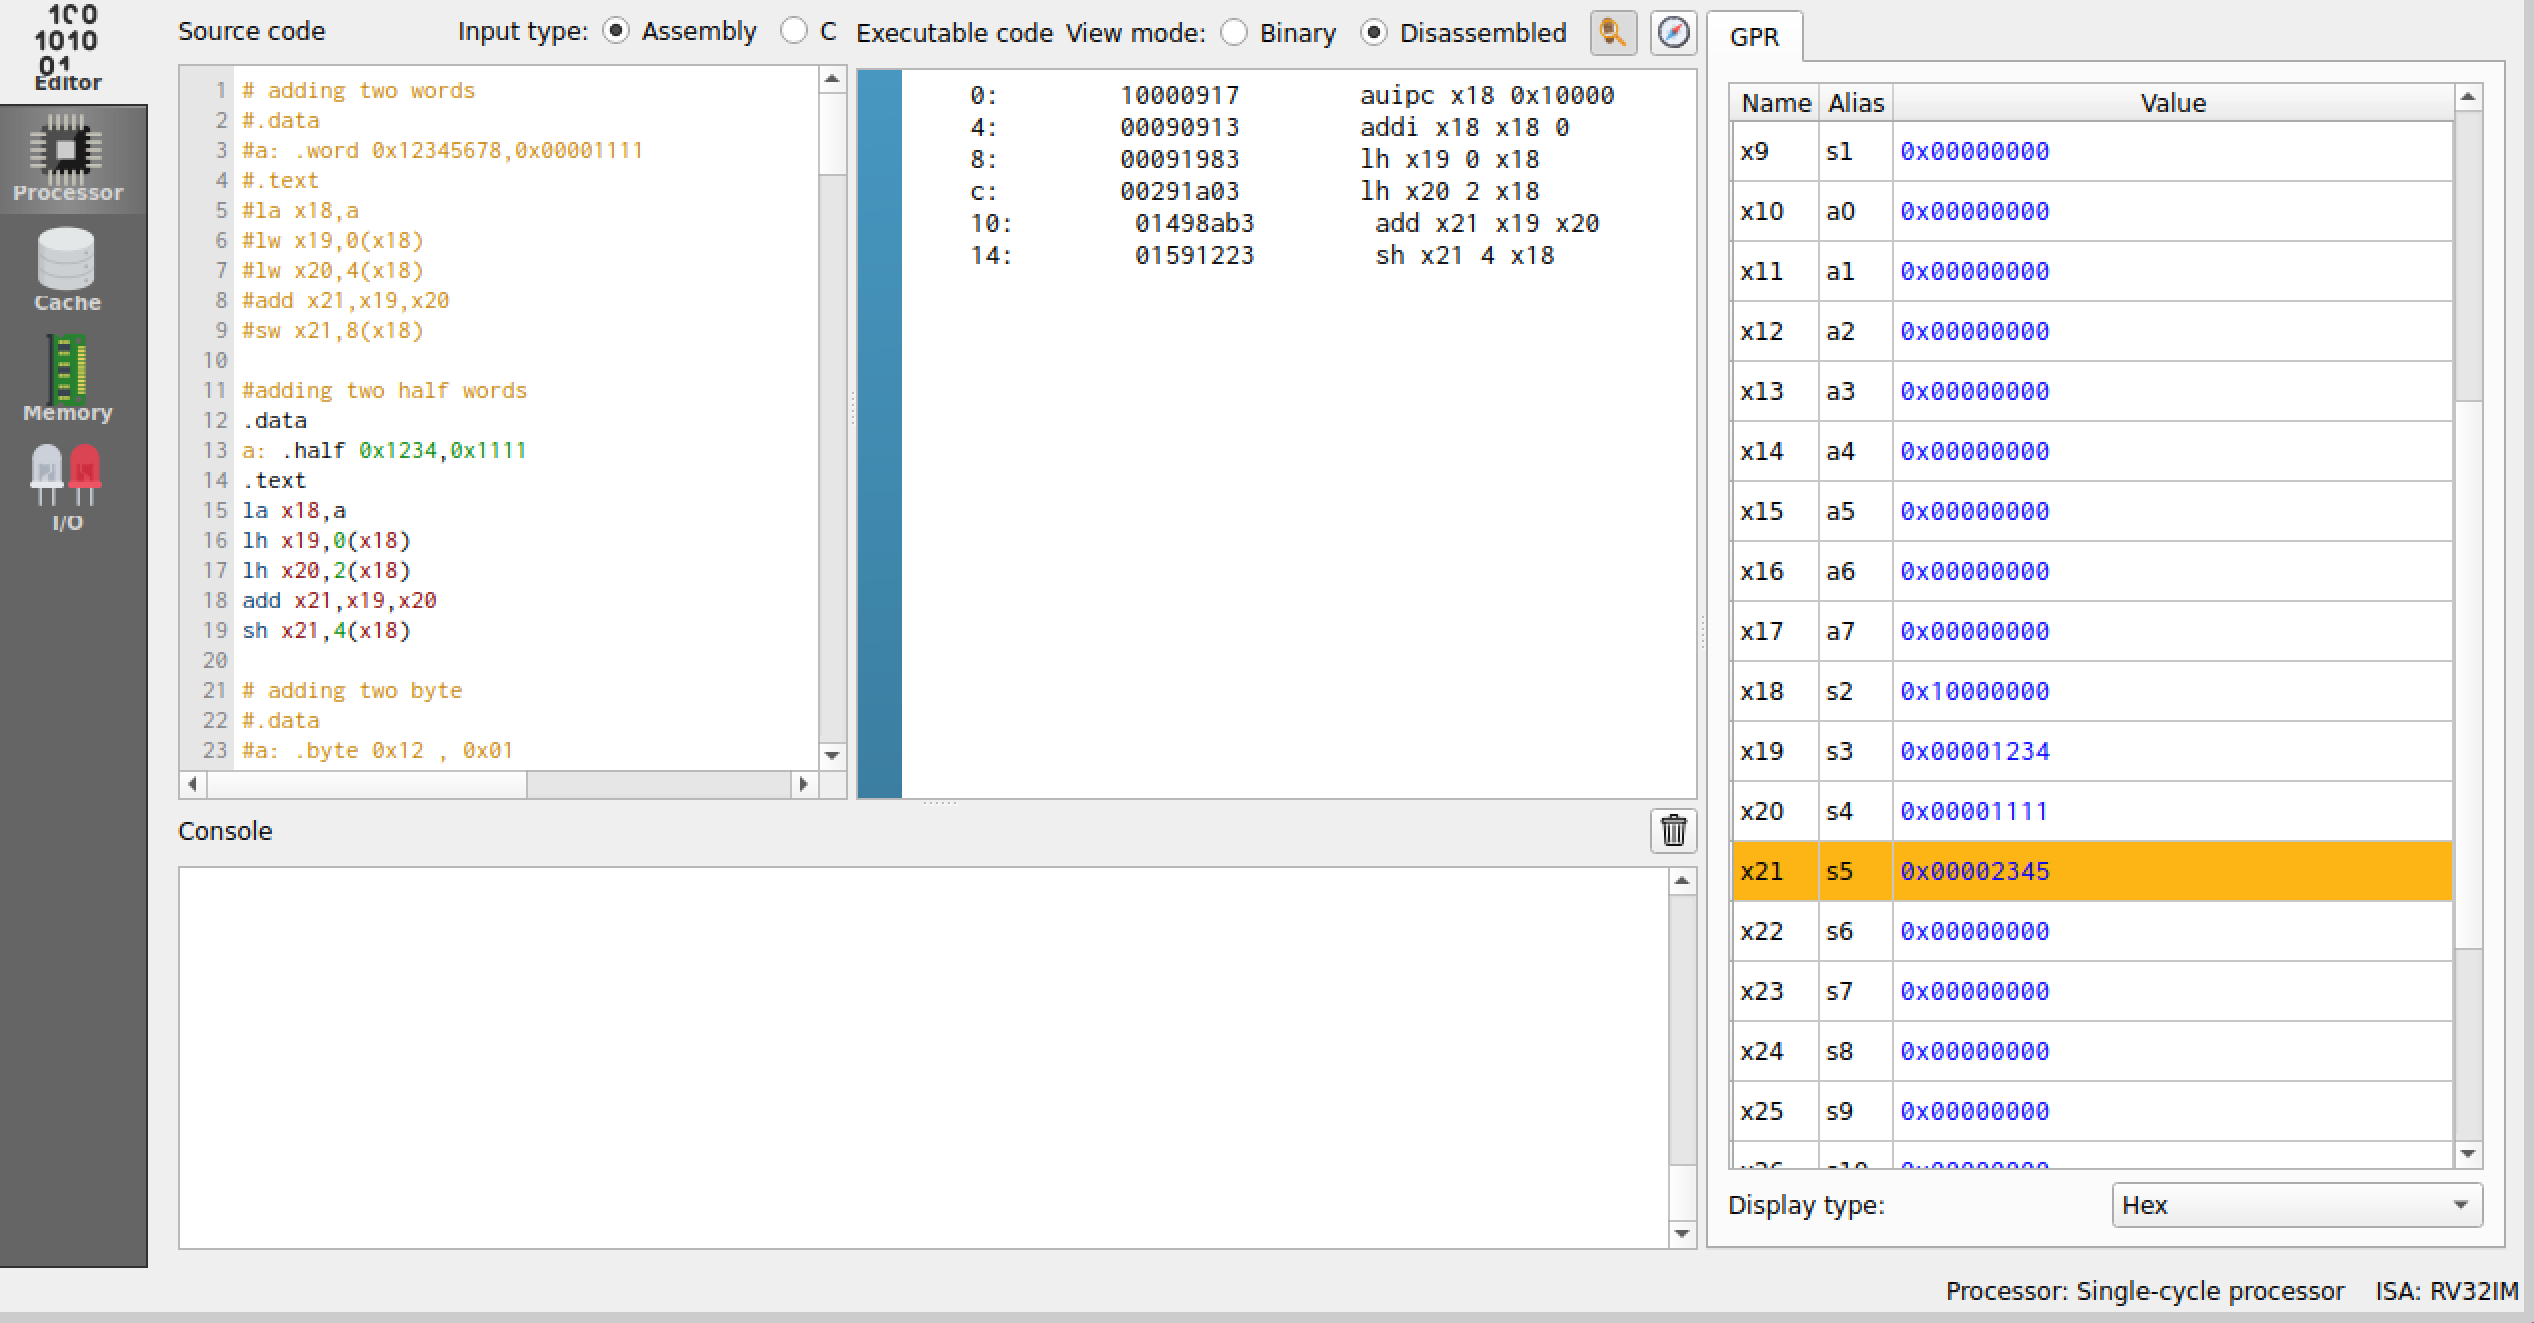 Editor
Processor
Cache
Memory
I/O
Source code Input type: Assembly C
1 # adding two words
2 #.data
3 #a: .word 0x12345678,0x00001111
4 #.text
5 #la x18,a
6 #lw x19,0(x18)
7 #lw x20,4(x18)
8 #add x21,x19,x20
9 #sw x21,8(x18)
10
11 #adding two half words
12 .data
13 a: .half 0x1234,0x1111
14 .text
15 la x18,a
16 lh x19,0(x18)
17 lh x20,2(x18)
18 add x21,x19,x20
19 sh x21,4(x18)
20
21 # adding two byte
22 #.data
23 #a: .byte 0x12 , 0x01
Executable code View mode: Binary Disassembled
0: 10000917 auipc x18 0x10000
4: 00090913 addi x18 x18 0
8: 00091983 lh x19 0 x18
c: 00291a03 lh x20 2 x18
10: 01498ab3 add x21 x19 x20
14: 01591223 sh x21 4 x18
Console
GPR
Name Alias Value
x9 s1 0x00000000
x10 a0 0x00000000
x11 a1 0x00000000
x12 a2 0x00000000
x13 a3 0x00000000
x14 a4 0x00000000
x15 a5 0x00000000
x16 a6 0x00000000
x17 a7 0x00000000
x18 s2 0x10000000
x19 s3 0x00001234
x20 s4 0x00001111
x21 s5 0x00002345
x22 s6 0x00000000
x23 s7 0x00000000
x24 s8 0x00000000
x25 s9 0x00000000
Display type: Hex
Processor: Single-cycle processor ISA: RV32IM